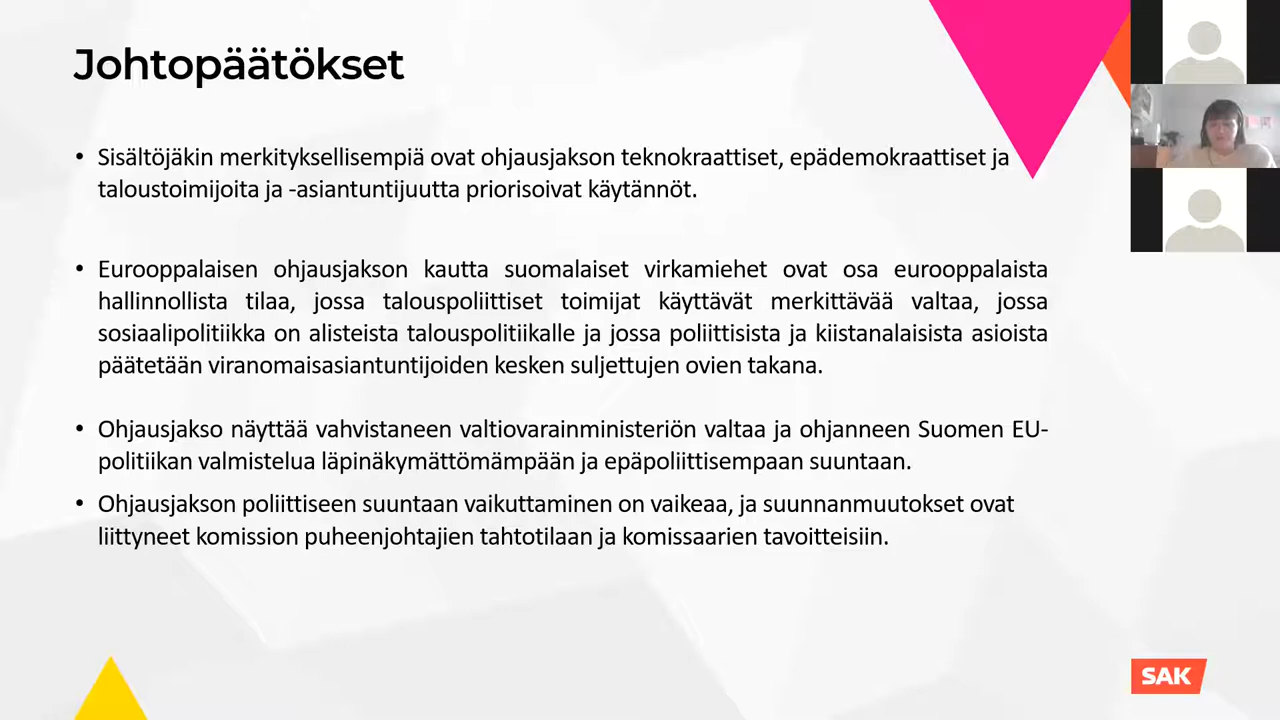 Johtopäätökset
• Sisältöjäkin merkityksellisempiä ovat ohjausjakson teknokraattiset, epädemokraattiset ja
taloustoimijoita ja -asiantuntijuutta priorisoivat käytännöt.
• Eurooppalaisen ohjausjakson kautta suomalaiset virkamiehet ovat osa eurooppalaista
hallinnollista tilaa, jossa talouspoliittiset toimijat käyttävät merkittävää valtaa, jossa
sosiaalipolitiikka on alisteista talouspolitiikalle ja jossa poliittisista ja kiistanalaisista asioista
päätetään viranomaisasiantuntijoiden kesken suljettujen ovien takana.
• Ohjausjakso näyttää vahvistaneen valtiovarainministeriön valtaa ja ohjanneen Suomen EU-
politiikan valmistelua läpinäkymättömämpään ja epäpoliittisempaan suuntaan.
• Ohjausjakson poliittiseen suuntaan vaikuttaminen on vaikeaa, ja suunnanmuutokset ovat
liittyneet komission puheenjohtajien tahtotilaan ja komissaarien tavoitteisiin.
SAK